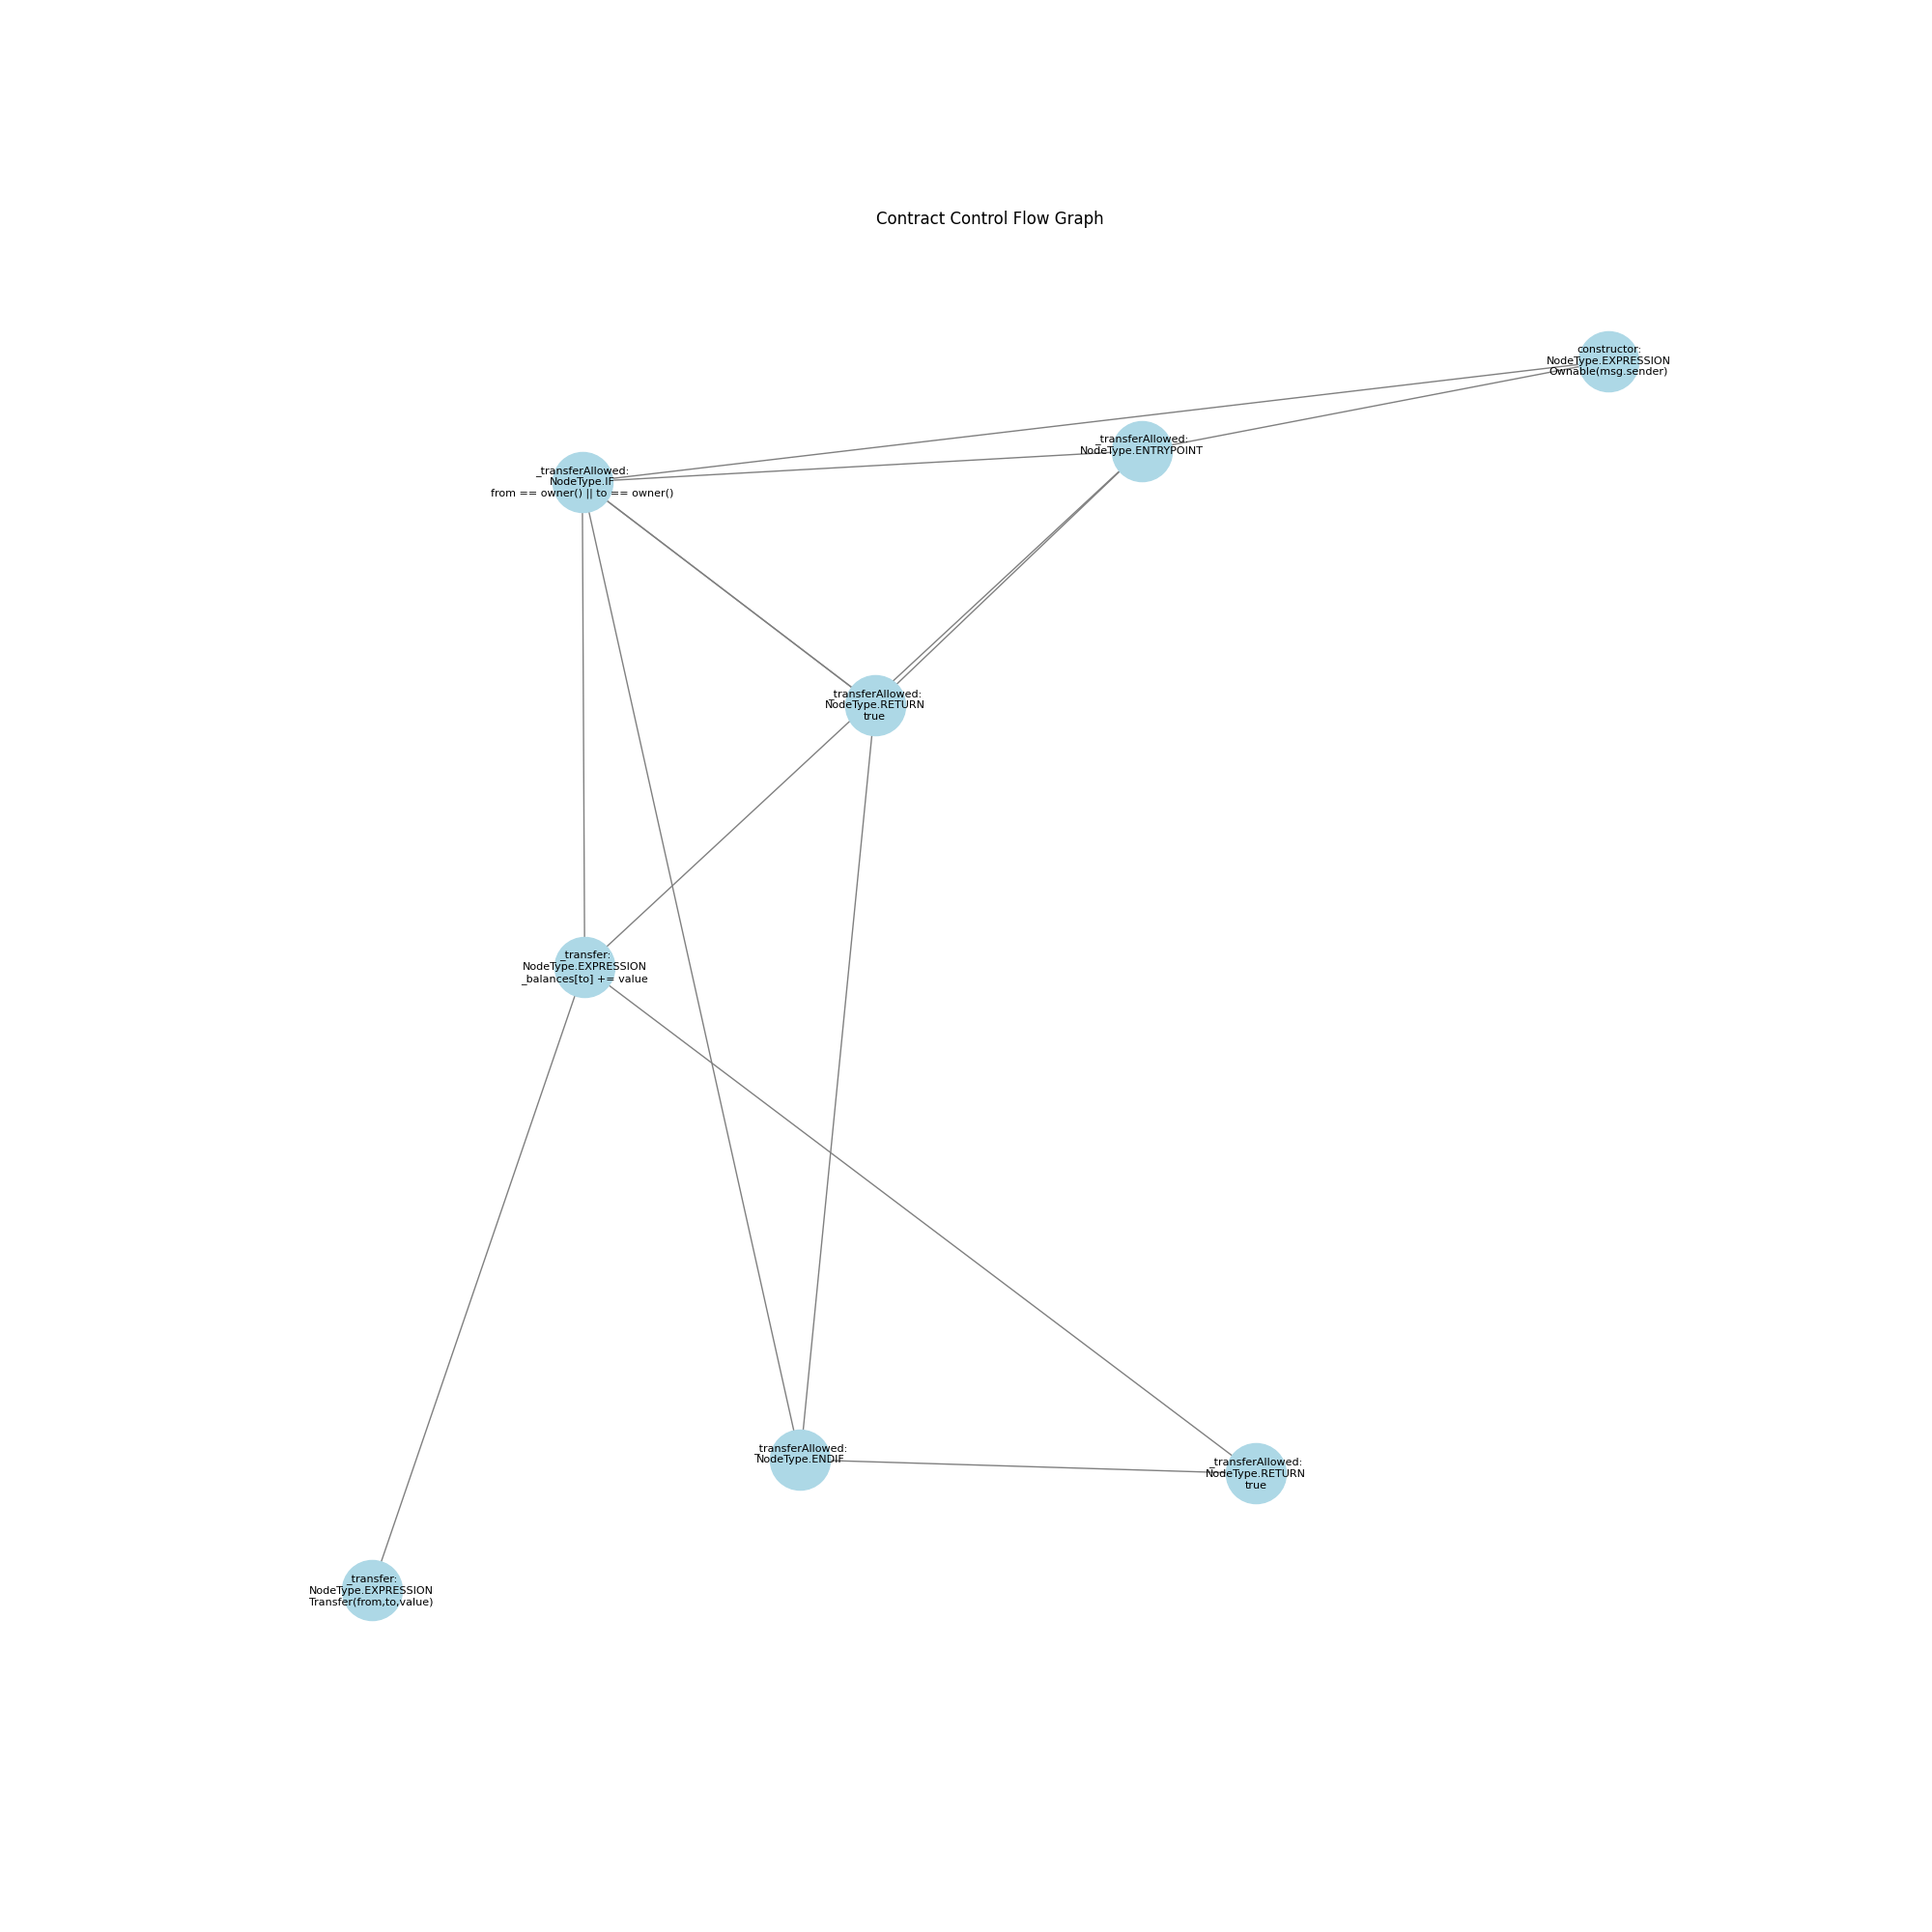 Contract Control Flow Graph
constructor:
NodeType.EXPRESSION
Ownable(msg.sender)
_transferAllowed:
NodeType.ENTRYPOINT
_transferAllowed:
NodeType.IF
from == owner() || to == owner()
_transferAllowed:
NodeType.RETURN
true
_transfer:
NodeType.EXPRESSION
_balances[to] += value
_transferAllowed:
NodeType.ENDIF
_transferAllowed:
NodeType.RETURN
true
_transfer:
NodeType.EXPRESSION
Transfer(from,to,value)